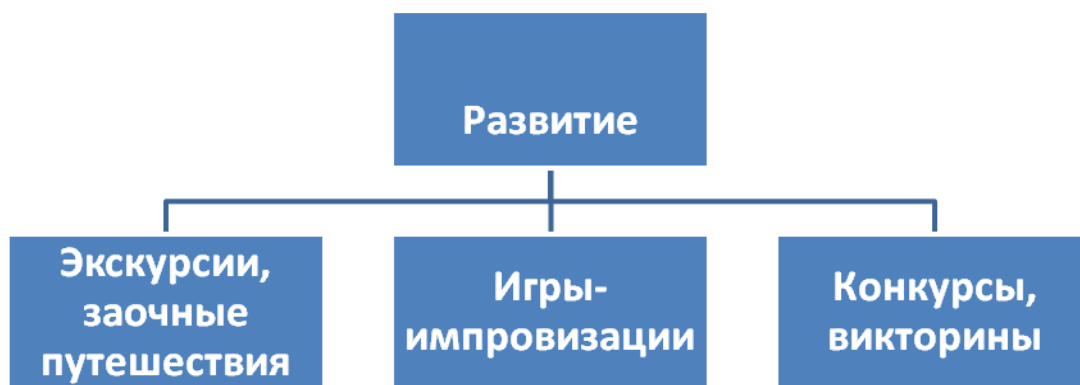 Развитие
Экскурсии,
заочные
путешествия
Игры-
импровизации
Конкурсы,
викторины